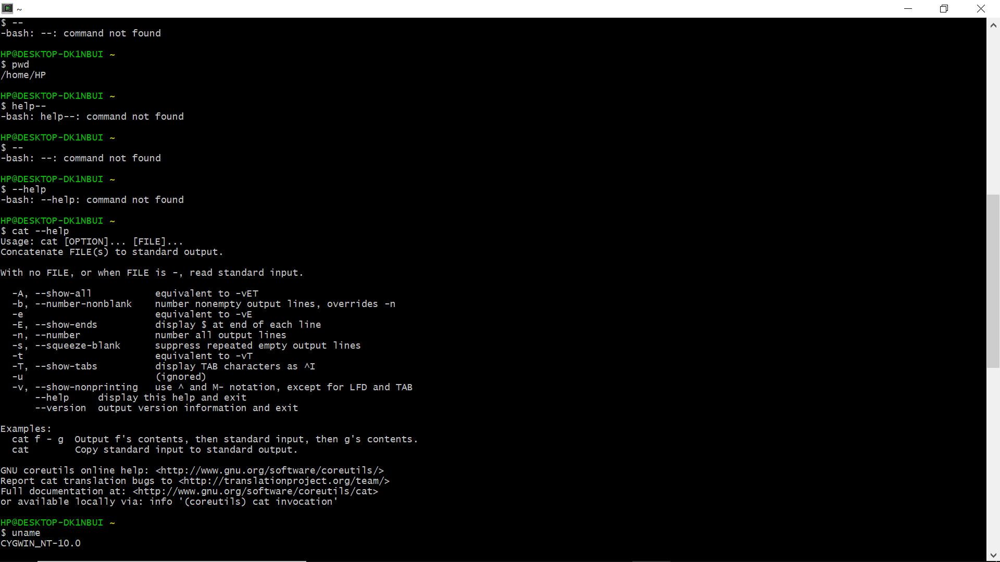 ~
$ --
-bash: --: command not found

HP@DESKTOP-DK1NBUI ~
$ pwd
/home/HP

HP@DESKTOP-DK1NBUI ~
$ help--
-bash: help--: command not found

HP@DESKTOP-DK1NBUI ~
$ --
-bash: --: command not found

HP@DESKTOP-DK1NBUI ~
$ --help
-bash: --help: command not found

HP@DESKTOP-DK1NBUI ~
$ cat --help
Usage: cat [OPTION]... [FILE]...
Concatenate FILE(s) to standard output.

With no FILE, or when FILE is -, read standard input.

  -A, --show-all           equivalent to -vET
  -b, --number-nonblank    number nonempty output lines, overrides -n
  -e                       equivalent to -vE
  -E, --show-ends          display $ at end of each line
  -n, --number             number all output lines
  -s, --squeeze-blank      suppress repeated empty output lines
  -t                       equivalent to -vT
  -T, --show-tabs          display TAB characters as ^I
  -u                       (ignored)
  -v, --show-nonprinting   use ^ and M- notation, except for LFD and TAB
      --help     display this help and exit
      --version  output version information and exit

Examples:
  cat f - g  Output f's contents, then standard input, then g's contents.
  cat        Copy standard input to standard output.

GNU coreutils online help: <http://www.gnu.org/software/coreutils/>
Report cat translation bugs to <http://translationproject.org/team/>
Full documentation at: <http://www.gnu.org/software/coreutils/cat>
or available locally via: info '(coreutils) cat invocation'

HP@DESKTOP-DK1NBUI ~
$ uname
CYGWIN_NT-10.0